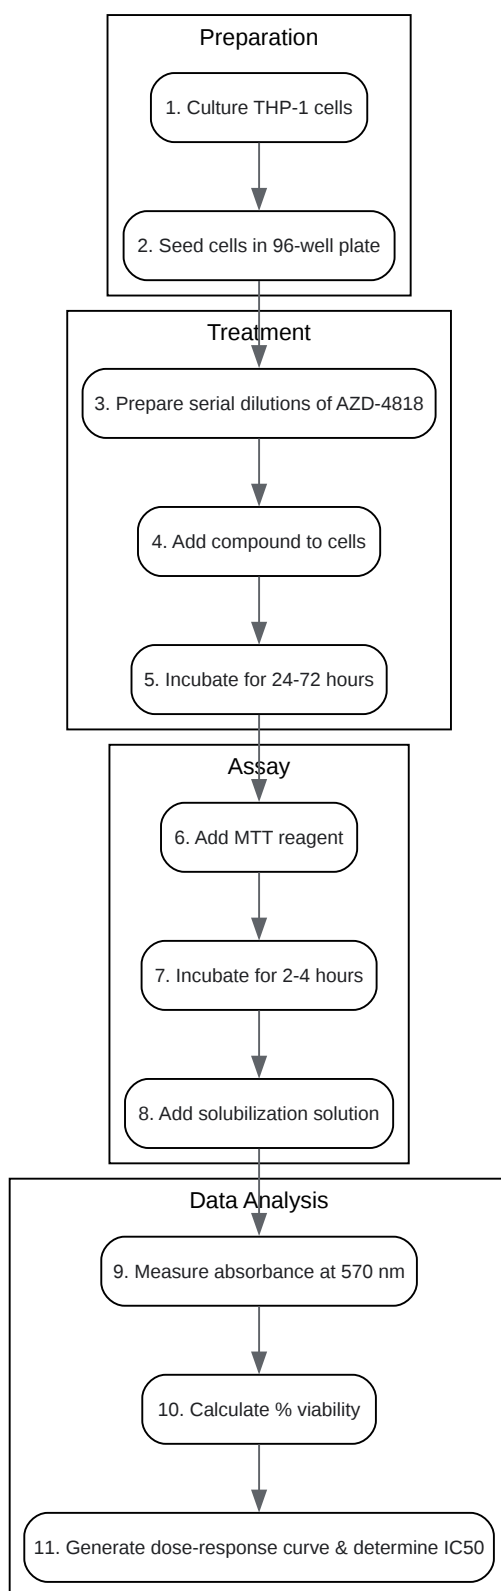 Preparation
1. Culture THP-1 cells
2. Seed cells in 96-well plate
Treatment
3. Prepare serial dilutions of AZD-4818
4. Add compound to cells
5. Incubate for 24-72 hours
Assay
6. Add MTT reagent
7. Incubate for 2-4 hours
8. Add solubilization solution
Data Analysis
9. Measure absorbance at 570 nm
10. Calculate % viability
11. Generate dose-response curve & determine IC50